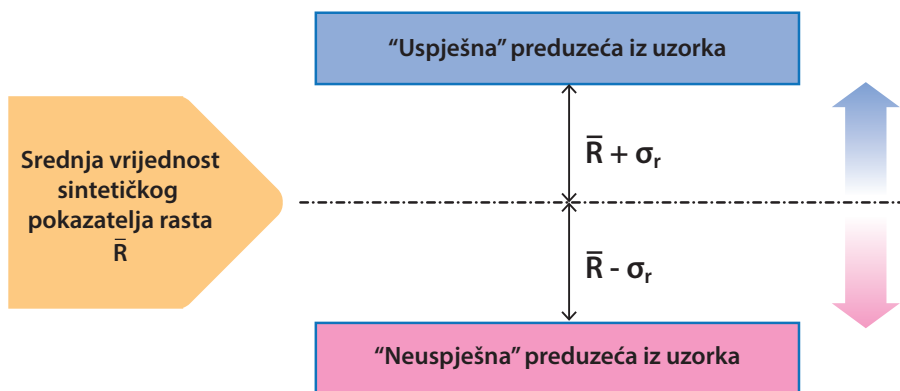 “Uspješna” preduzeća iz uzorka
Srednja vrijednost
sintetičkog
pokazatelja rasta
R̄
R̄ + σᵣ
R̄ - σᵣ
“Neuspješna” preduzeća iz uzorka